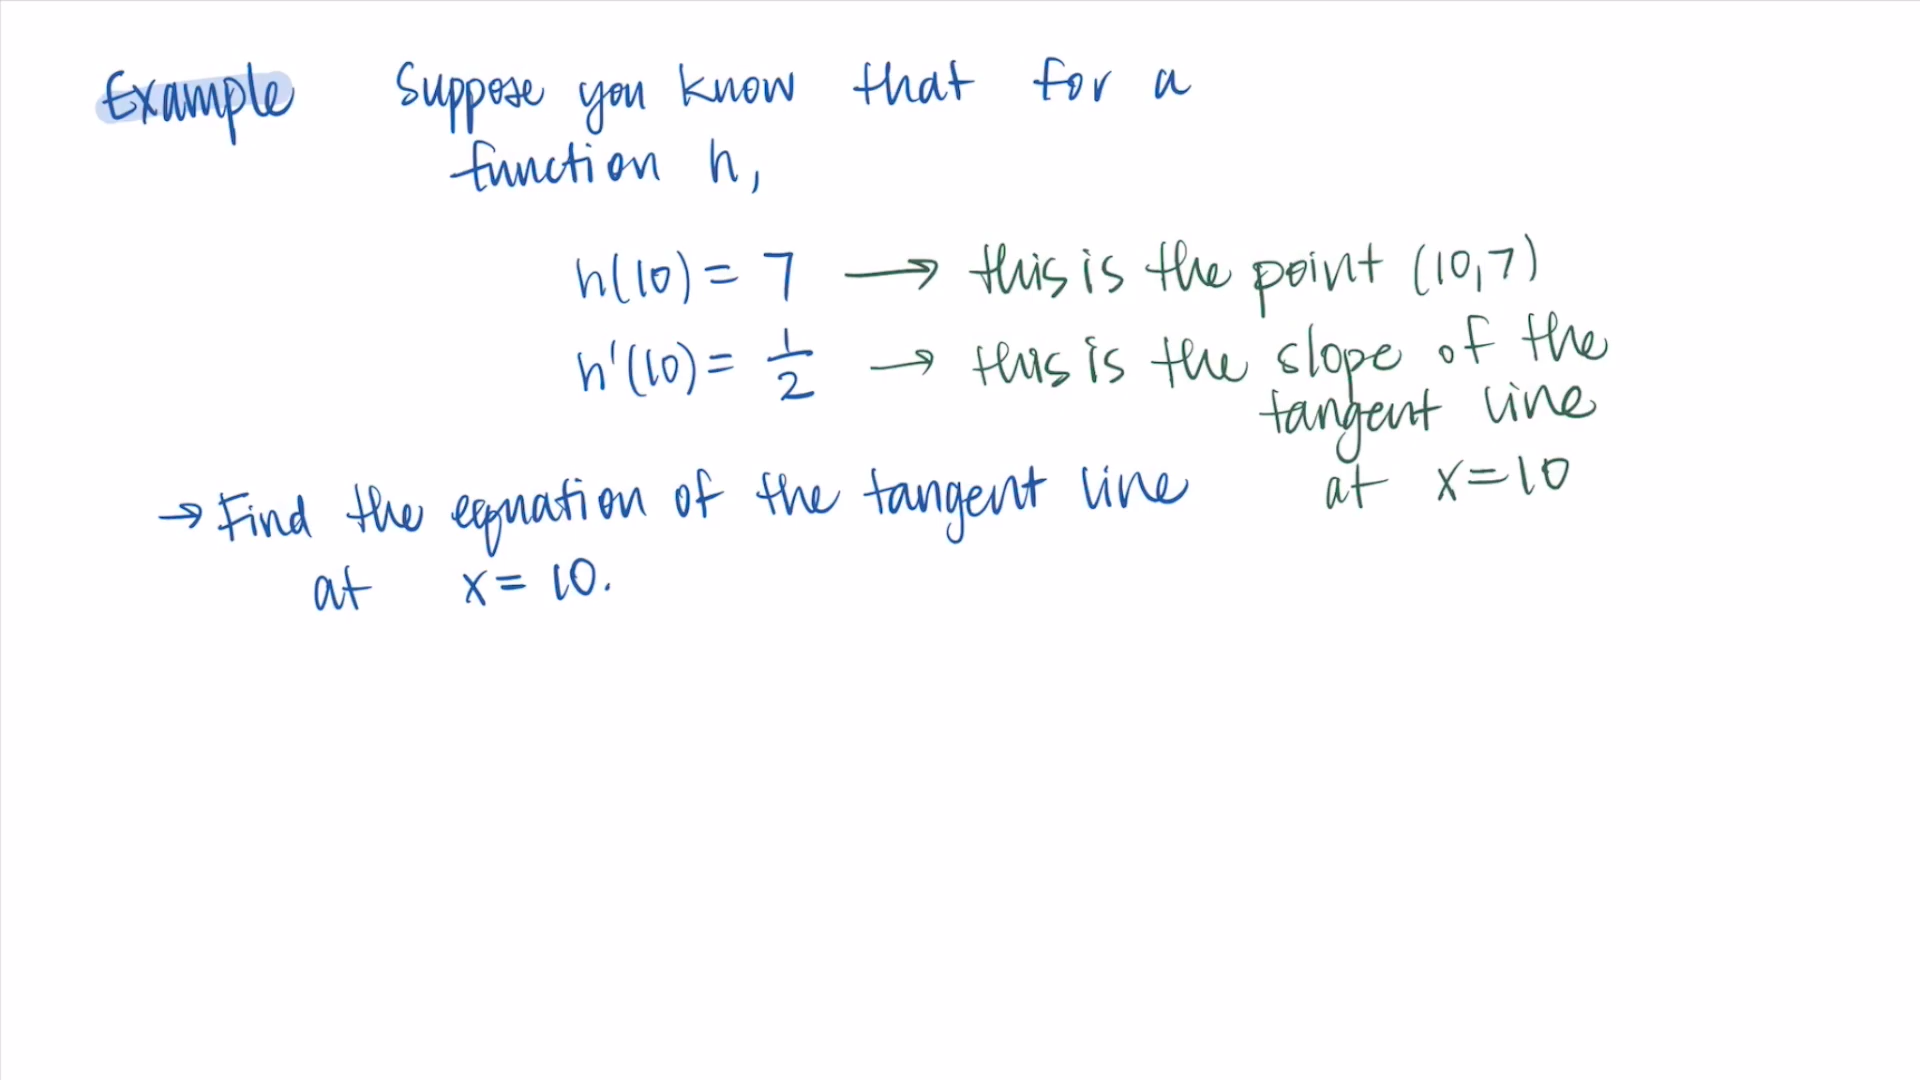 Example Suppose you know that for a
function h,
h(10) = 7 → this is the point (10,7)
h'(10) = 1/2 → this is the slope of the
tangent line
at x=10
→ Find the equation of the tangent line
at x = 10.